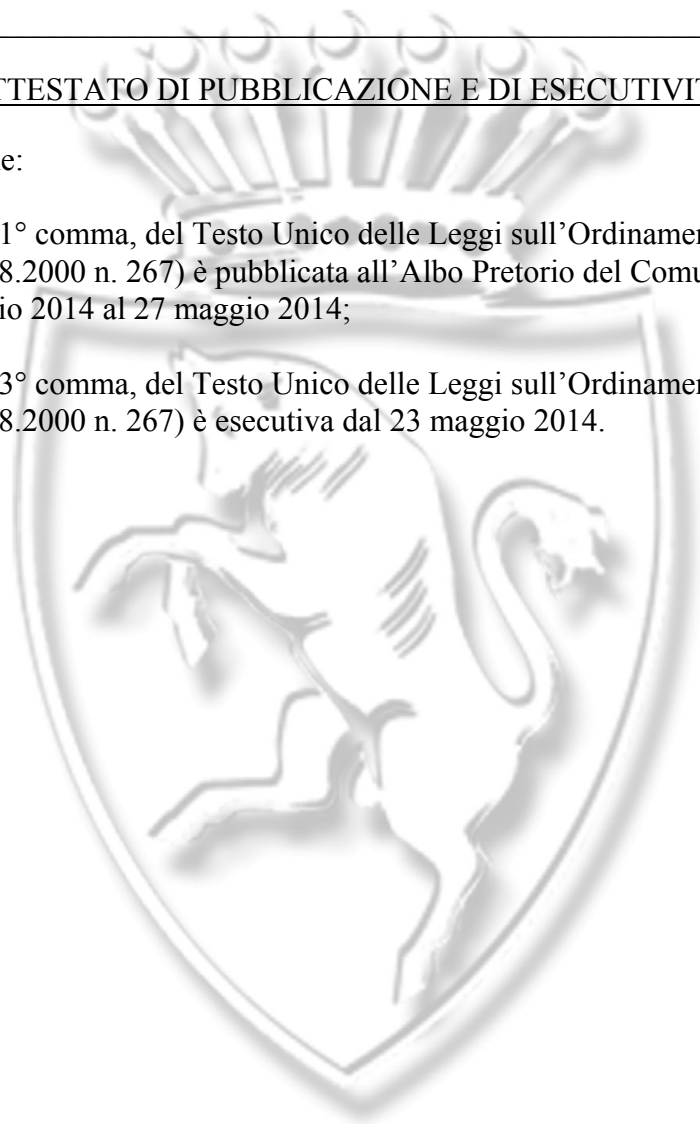 TTESTATO DI PUBBLICAZIONE E DI ESECUTIVIT
e:
1° comma, del Testo Unico delle Leggi sull’Ordinamen
8.2000 n. 267) è pubblicata all’Albo Pretorio del Comu
io 2014 al 27 maggio 2014;
3° comma, del Testo Unico delle Leggi sull’Ordinamen
8.2000 n. 267) è esecutiva dal 23 maggio 2014.